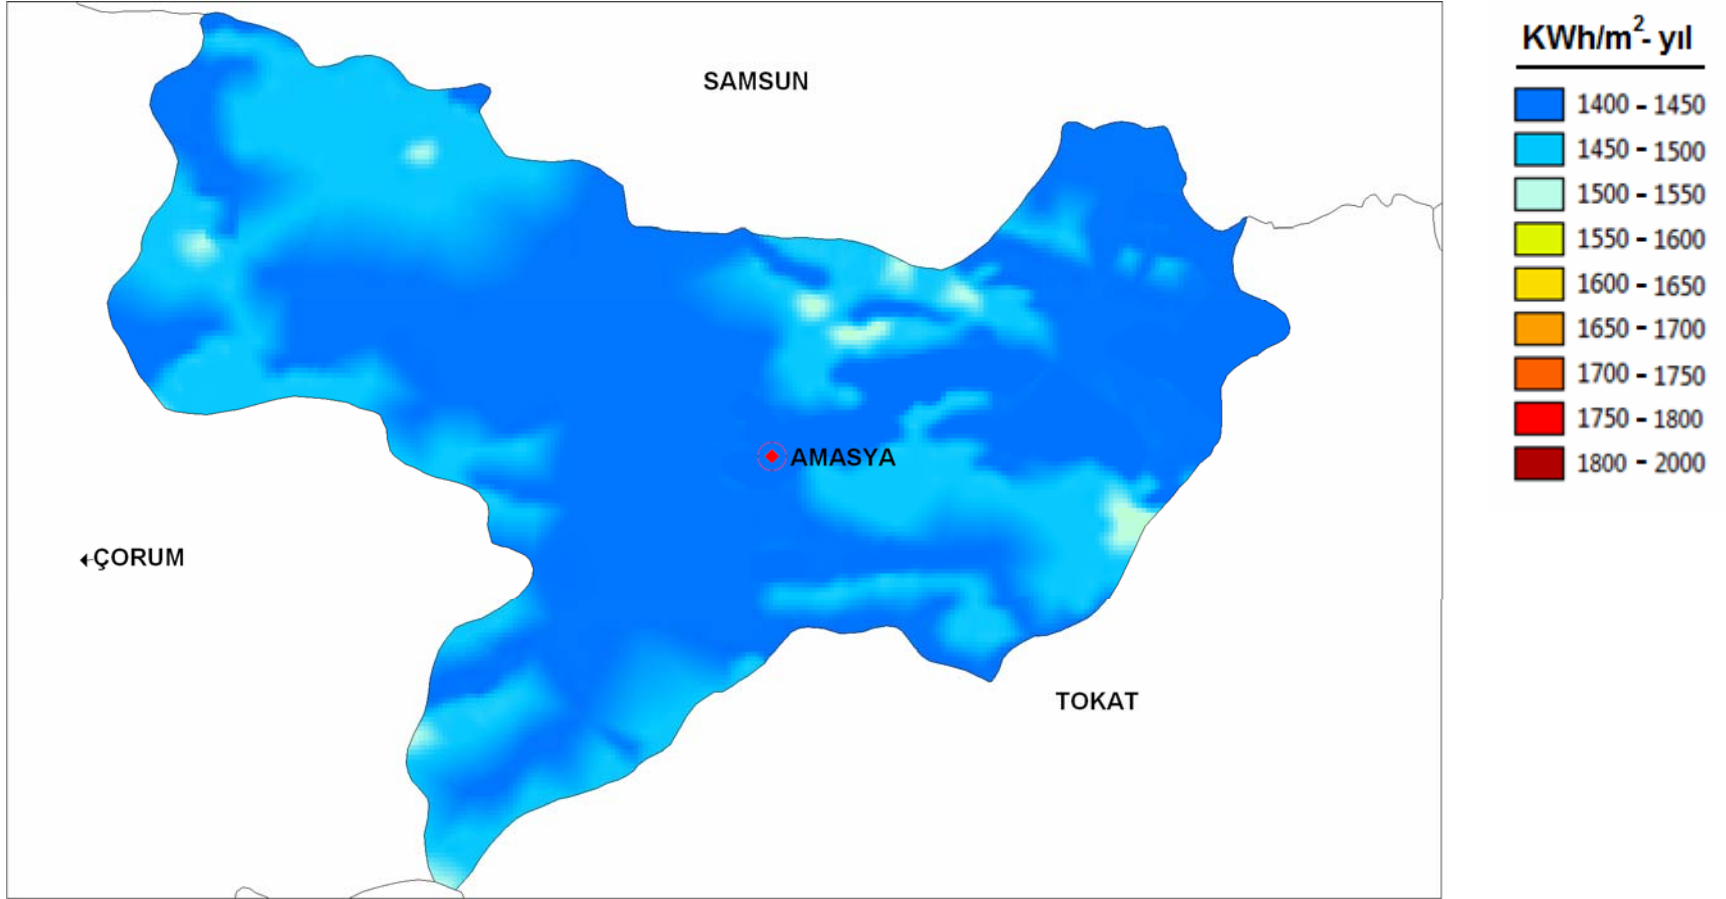 SAMSUN
AMASYA
ÇORUM
TOKAT
KWh/m²- yıl
1400 - 1450
1450 - 1500
1500 - 1550
1550 - 1600
1600 - 1650
1650 - 1700
1700 - 1750
1750 - 1800
1800 - 2000